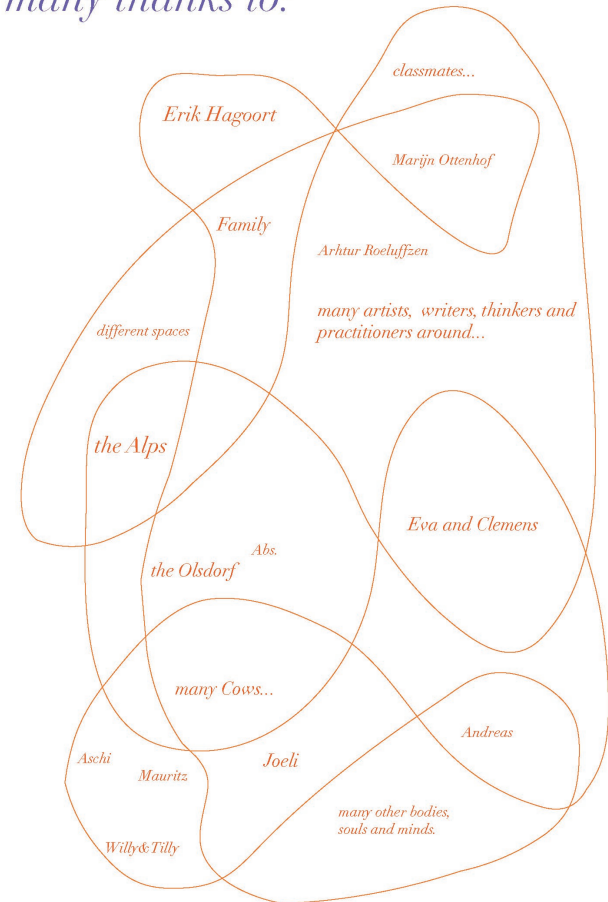 many thanks to:
classmates...
Erik Hagoort
Marijn Ottenhof
Family
Arhtur Roeluffzen
many artists, writers, thinkers and
practitioners around...
different spaces
the Alps
Eva and Clemens
Abs.
the Olsdorf
many Cows...
Andreas
Aschi
Joeli
Mauritz
many other bodies,
souls and minds.
Willy&Tilly